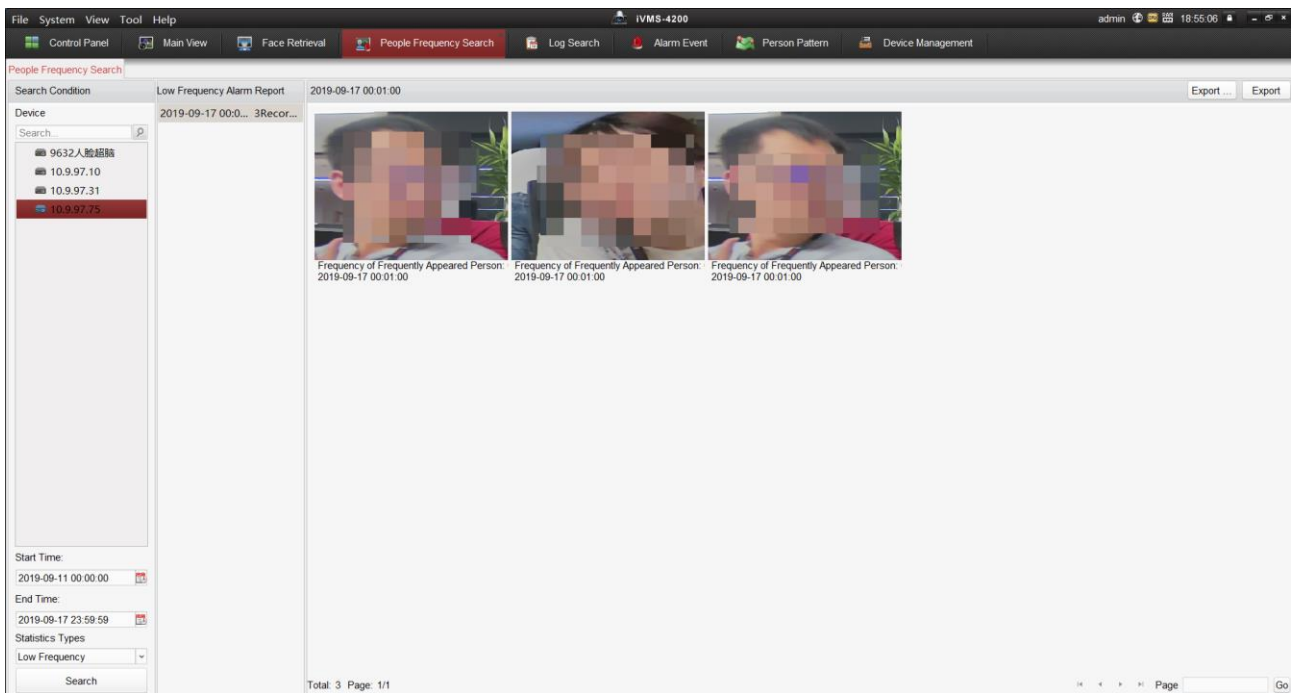 File System View Tool Help iVMS-4200 admin 18:55:06
Control Panel Main View Face Retrieval People Frequency Search Log Search Alarm Event Person Pattern Device Management
People Frequency Search
Search Condition Low Frequency Alarm Report 2019-09-17 00:01:00 Export ... Export
Device 2019-09-17 00:0... 3Recor...
Search...
9632人脸超脑
10.9.97.10
10.9.97.31
10.9.97.75
Frequency of Frequently Appeared Person: Frequency of Frequently Appeared Person: Frequency of Frequently Appeared Person:
2019-09-17 00:01:00 2019-09-17 00:01:00 2019-09-17 00:01:00
Start Time:
2019-09-11 00:00:00
End Time:
2019-09-17 23:59:59
Statistics Types
Low Frequency
Search
Total: 3 Page: 1/1 Page Go